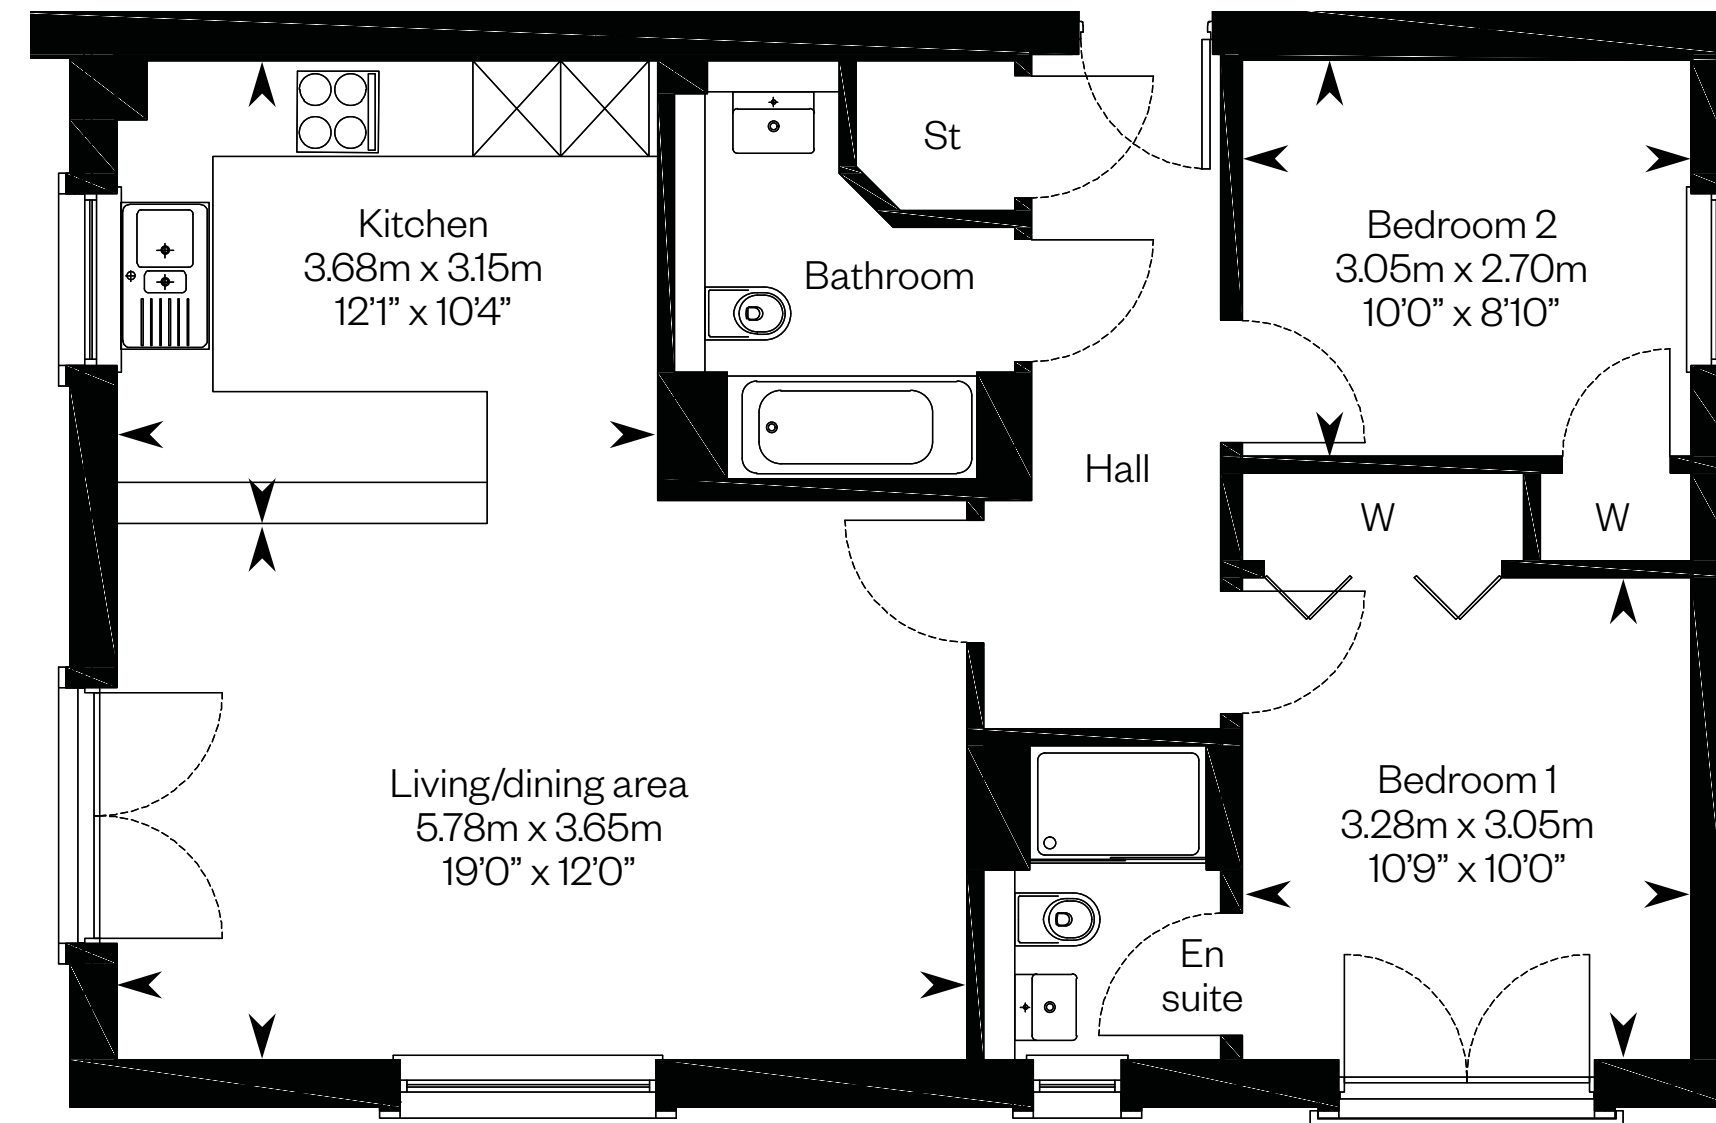 Kitchen
3.68m x 3.15m
12'1” x 10'4”
St
Bathroom
Bedroom 2
3.05m x 2.70m
10'0” x 8'10”
Hall
W
W
Living/dining area
5.78m x 3.65m
19'0” x 12'0”
Bedroom 1
3.28m x 3.05m
10'9” x 10'0”
En
suite